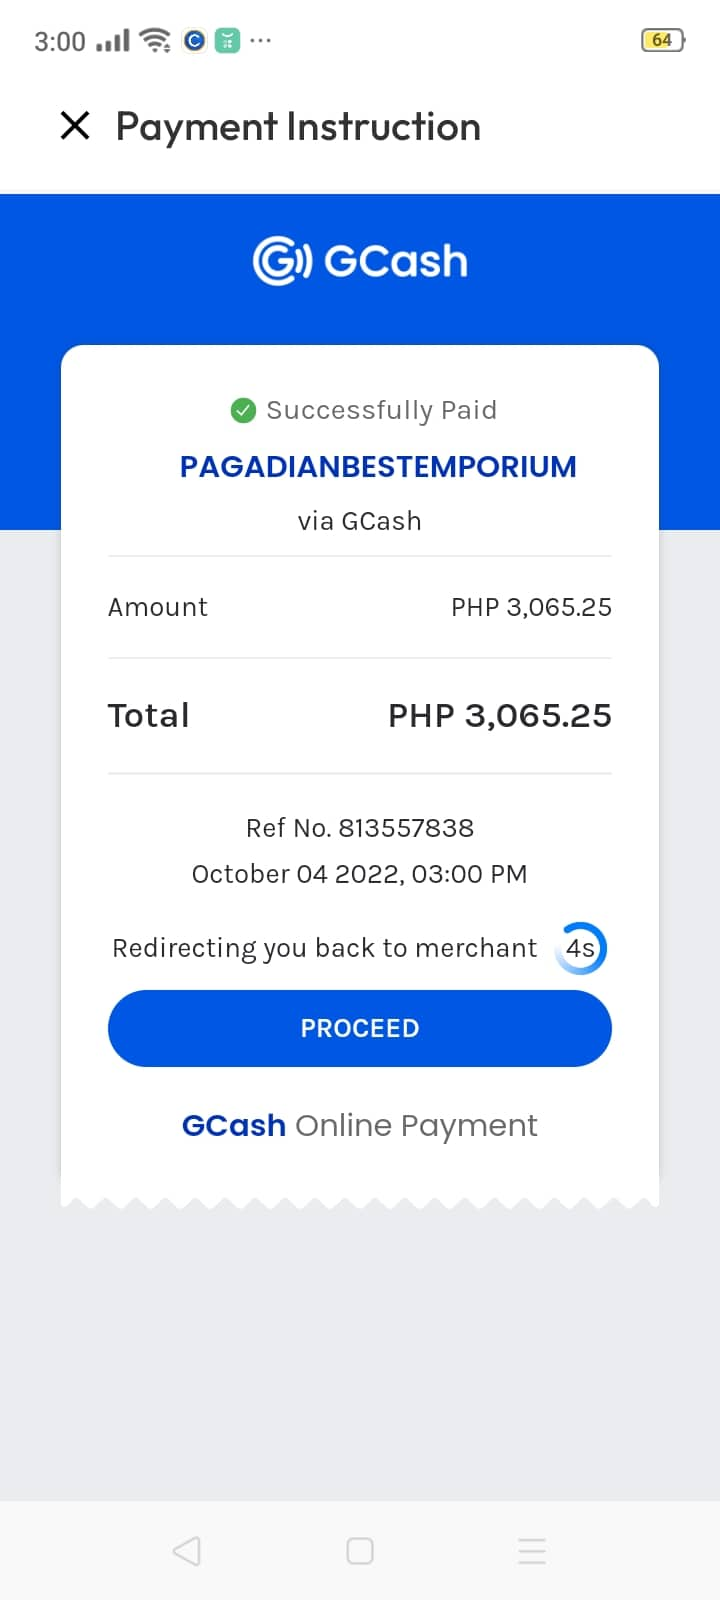 3:00
64
Payment Instruction
GCash
Successfully Paid
PAGADIANBESTEMPORIUM
via GCash
Amount PHP 3,065.25
Total PHP 3,065.25
Ref No. 813557838
October 04 2022, 03:00 PM
Redirecting you back to merchant 4s
PROCEED
GCash Online Payment